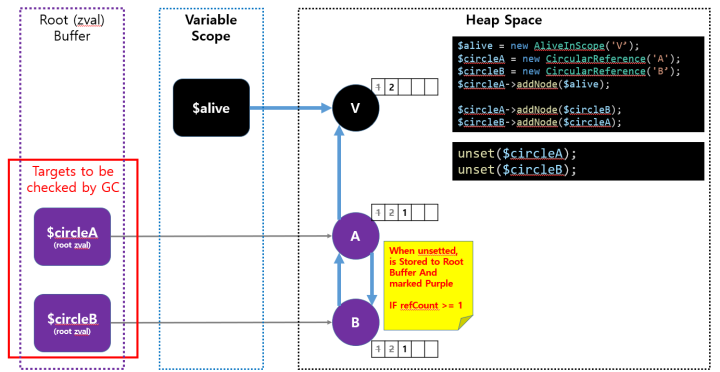 Root (zval)
Buffer
Variable
Scope
Heap Space
$alive = new AliveInScope('V');
$circleA = new CircularReference('A');
$circleB = new CircularReference('B');
$circleA->addNode($alive);
$circleA->addNode($circleB);
$circleB->addNode($circleA);
unset($circleA);
unset($circleB);
$alive
V
1 2
Targets to be
checked by GC
$circleA
(root zval)
A
1 2 1
When unsetted,
is Stored to Root
Buffer And
marked Purple
IF refCount >= 1
$circleB
(root zval)
B
1 2 1